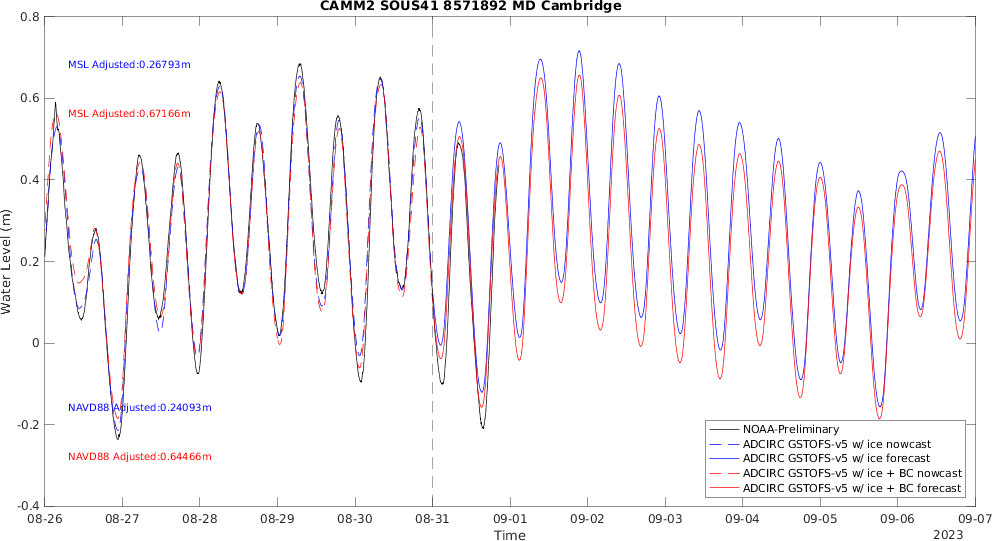 CAMM2 SOUS41 8571892 MD Cambridge
0.8
0.6
0.4
0.2
0
-0.2
-0.4
Water Level (m)
MSL Adjusted:0.26793m
MSL Adjusted:0.67166m
NAVD88 Adjusted:0.24093m
NAVD88 Adjusted:0.64466m
NOAA-Preliminary
ADCIRC GSTOFS-v5 w/ ice nowcast
ADCIRC GSTOFS-v5 w/ ice forecast
ADCIRC GSTOFS-v5 w/ ice + BC nowcast
ADCIRC GSTOFS-v5 w/ ice + BC forecast
08-26 08-27 08-28 08-29 08-30 08-31 09-01 09-02 09-03 09-04 09-05 09-06 09-07
Time
2023